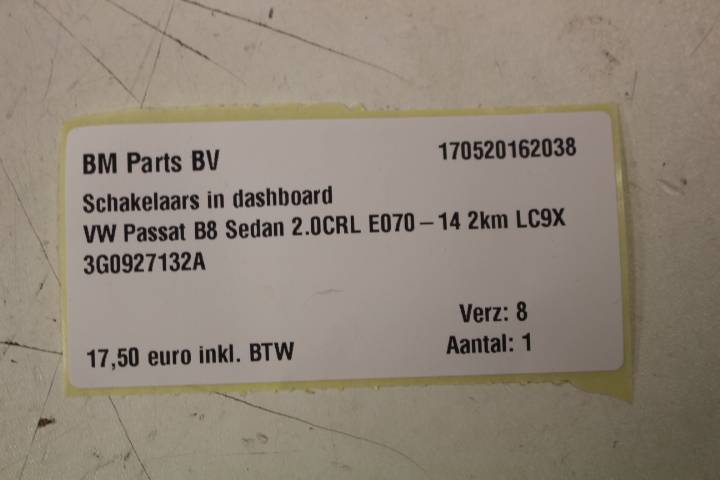 BM Parts BV 170520162038
Schakelaars in dashboard
VW Passat B8 Sedan 2.0CRL E070-14 2km LC9X
3G0927132A
Verz: 8
17,50 euro inkl. BTW Aantal: 1